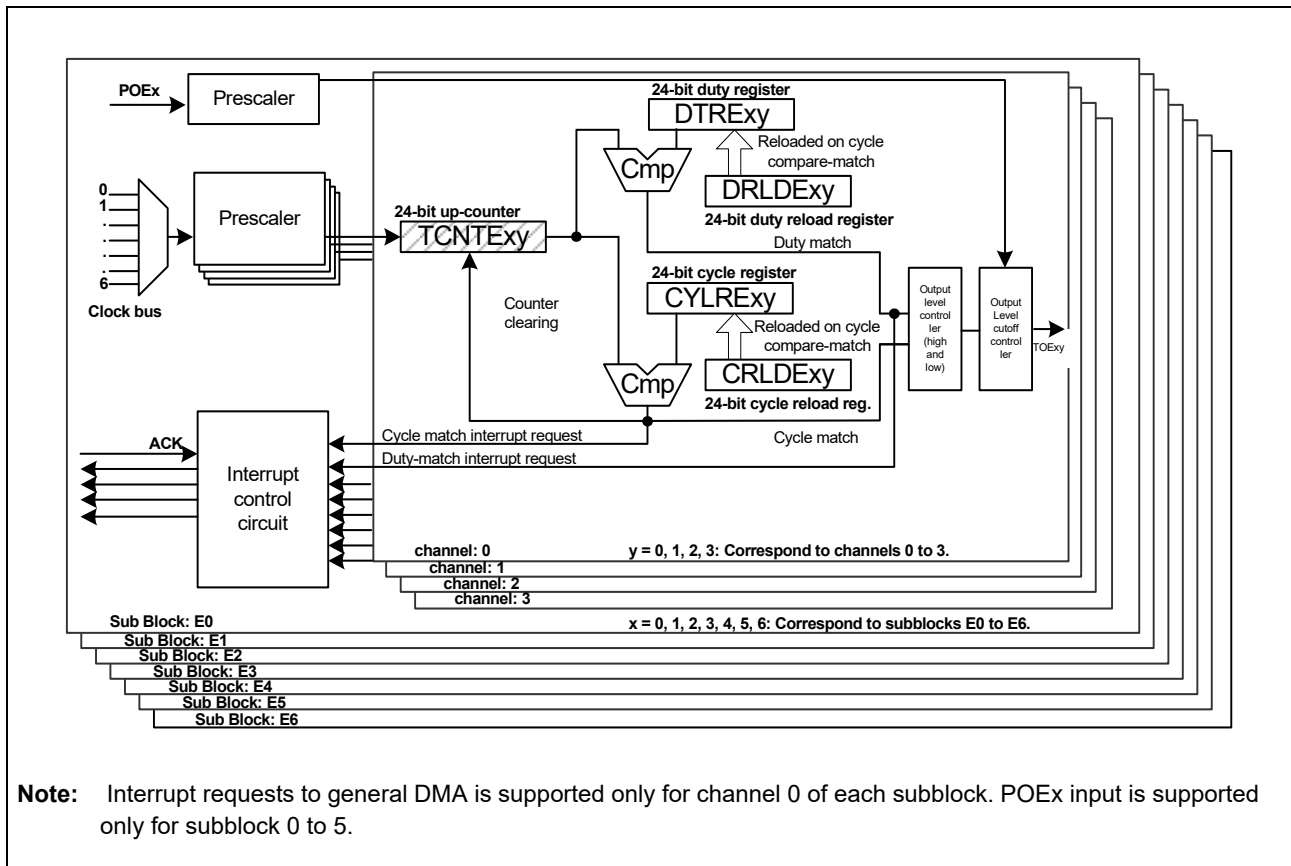 POEx
Prescaler
24-bit duty register
DTRExy
Reloaded on cycle
compare-match
Cmp
DRLDExy
24-bit duty reload register
0
1
.
.
.
.
6
Clock bus
Prescaler
24-bit up-counter
TCNTExy
Duty match
24-bit cycle register
CYLRExy
Counter
clearing
Reloaded on cycle
compare-match
Cmp
CRLDExy
24-bit cycle reload reg.
Output
level
control
ler
(high
and
low)
Output
Level
cutoff
control
ler
TOExy
Cycle match interrupt request
Cycle match
ACK
Duty-match interrupt request
Interrupt
control
circuit
channel: 0
y = 0, 1, 2, 3: Correspond to channels 0 to 3.
channel: 1
channel: 2
channel: 3
Sub Block: E0
x = 0, 1, 2, 3, 4, 5, 6: Correspond to subblocks E0 to E6.
Sub Block: E1
Sub Block: E2
Sub Block: E3
Sub Block: E4
Sub Block: E5
Sub Block: E6
Note: Interrupt requests to general DMA is supported only for channel 0 of each subblock. POEx input is supported
only for subblock 0 to 5.